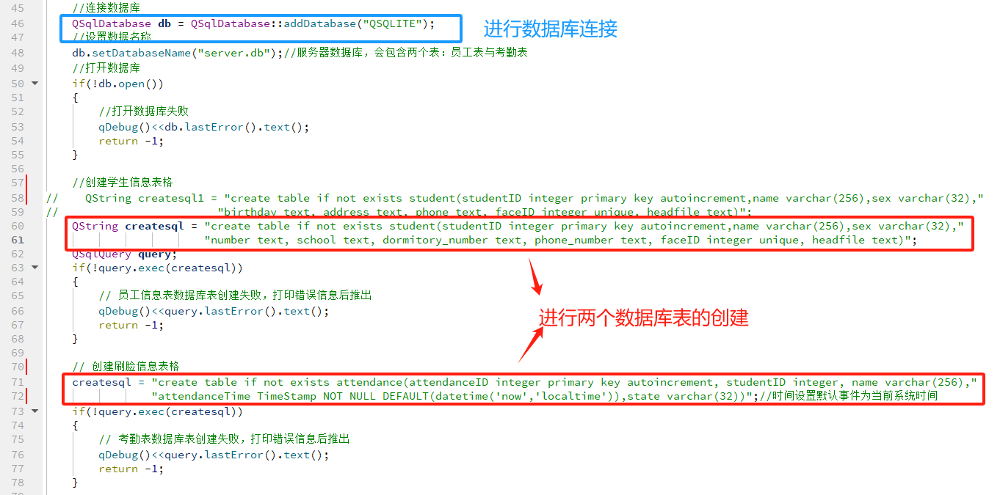 45 //连接数据库
46 QSqlDatabase db = QSqlDatabase::addDatabase("QSQLITE"); 进行数据库连接
47 //设置数据名称
48 db.setDatabaseName("server.db");//服务器数据库，会包含两个表：员工表与考勤表
49 //打开数据库
50 if(!db.open())
51 {
52 //打开数据库失败
53 qDebug()<<db.lastError().text();
54 return -1;
55 }
56
57 //创建学生信息表格
58 // QString createsql1 = "create table if not exists student(studentID integer primary key autoincrement,name varchar(256),sex varchar(32),"
59 // "birthday text, address text, phone text, faceID integer unique, headfile text)";
60 QString createsql = "create table if not exists student(studentID integer primary key autoincrement,name varchar(256),sex varchar(32),"
61 "number text, school text, dormitory_number text, phone_number text, faceID integer unique, headfile text)";
62 QSqlQuery query;
63 if(!query.exec(createsql))
64 {
65 // 员工信息表数据库表创建失败，打印错误信息后推出
66 qDebug()<<query.lastError().text();
进行两个数据库表的创建
67 return -1;
68 }
69
70 // 创建刷脸信息表格
71 createsql = "create table if not exists attendance(attendanceID integer primary key autoincrement, studentID integer, name varchar(256),"
72 "attendanceTime TimeStamp NOT NULL DEFAULT(datetime('now','localtime')),state varchar(32))";//时间设置默认事件为当前系统时间
73 if(!query.exec(createsql))
74 {
75 // 考勤表数据库表创建失败，打印错误信息后推出
76 qDebug()<<query.lastError().text();
77 return -1;
78 }